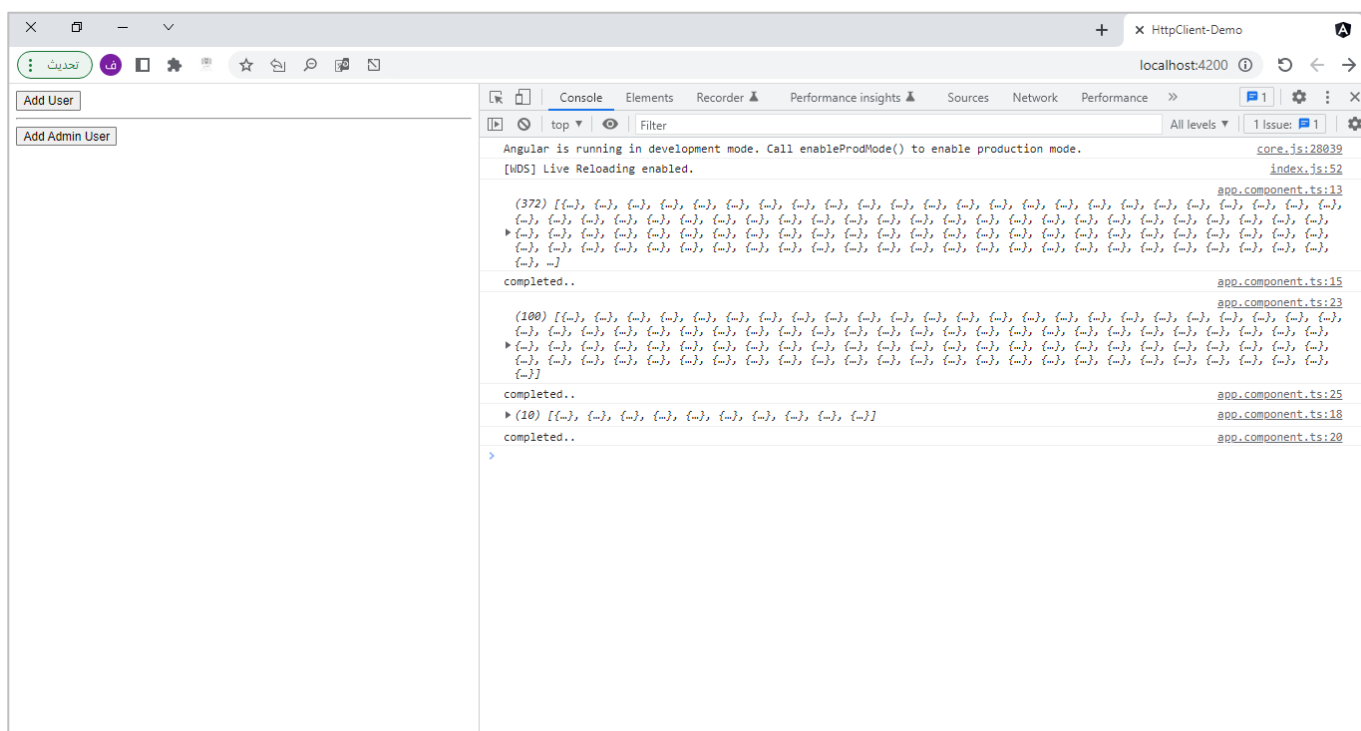 HttpClient-Demo
تحديث
ف
localhost:4200
Add User
Add Admin User
Console Elements Recorder Performance insights Sources Network Performance » 1
top Filter All levels 1 Issue: 1
Angular is running in development mode. Call enableProdMode() to enable production mode. core.js:28039
[WDS] Live Reloading enabled. index.js:52
app.component.ts:13
(372) [{…}, {…}, {…}, {…}, {…}, {…}, {…}, {…}, {…}, {…}, {…}, {…}, {…}, {…}, {…}, {…}, {…}, {…}, {…}, {…}, {…}, {…}, {…}, {…},
{…}, {…}, {…}, {…}, {…}, {…}, {…}, {…}, {…}, {…}, {…}, {…}, {…}, {…}, {…}, {…}, {…}, {…}, {…}, {…}, {…}, {…}, {…}, {…}, {…},
{…}, {…}, {…}, {…}, {…}, {…}, {…}, {…}, {…}, {…}, {…}, {…}, {…}, {…}, {…}, {…}, {…}, {…}, {…}, {…}, {…}, {…}, {…}, {…}, {…},
{…}, {…}, {…}, {…}, {…}, {…}, {…}, {…}, {…}, {…}, {…}, {…}, {…}, {…}, {…}, {…}, {…}, {…}, {…}, {…}, {…}, {…}, {…}, {…}, {…},
{…}, …]
completed.. app.component.ts:15
app.component.ts:23
(100) [{…}, {…}, {…}, {…}, {…}, {…}, {…}, {…}, {…}, {…}, {…}, {…}, {…}, {…}, {…}, {…}, {…}, {…}, {…}, {…}, {…}, {…}, {…}, {…},
{…}, {…}, {…}, {…}, {…}, {…}, {…}, {…}, {…}, {…}, {…}, {…}, {…}, {…}, {…}, {…}, {…}, {…}, {…}, {…}, {…}, {…}, {…}, {…}, {…},
{…}, {…}, {…}, {…}, {…}, {…}, {…}, {…}, {…}, {…}, {…}, {…}, {…}, {…}, {…}, {…}, {…}, {…}, {…}, {…}, {…}, {…}, {…}, {…}, {…},
{…}, {…}, {…}, {…}, {…}, {…}, {…}, {…}, {…}, {…}, {…}, {…}, {…}, {…}, {…}, {…}, {…}, {…}, {…}, {…}, {…}, {…}, {…}, {…}, {…},
{…}]
completed.. app.component.ts:25
(10) [{…}, {…}, {…}, {…}, {…}, {…}, {…}, {…}, {…}, {…}] app.component.ts:18
completed.. app.component.ts:20
>